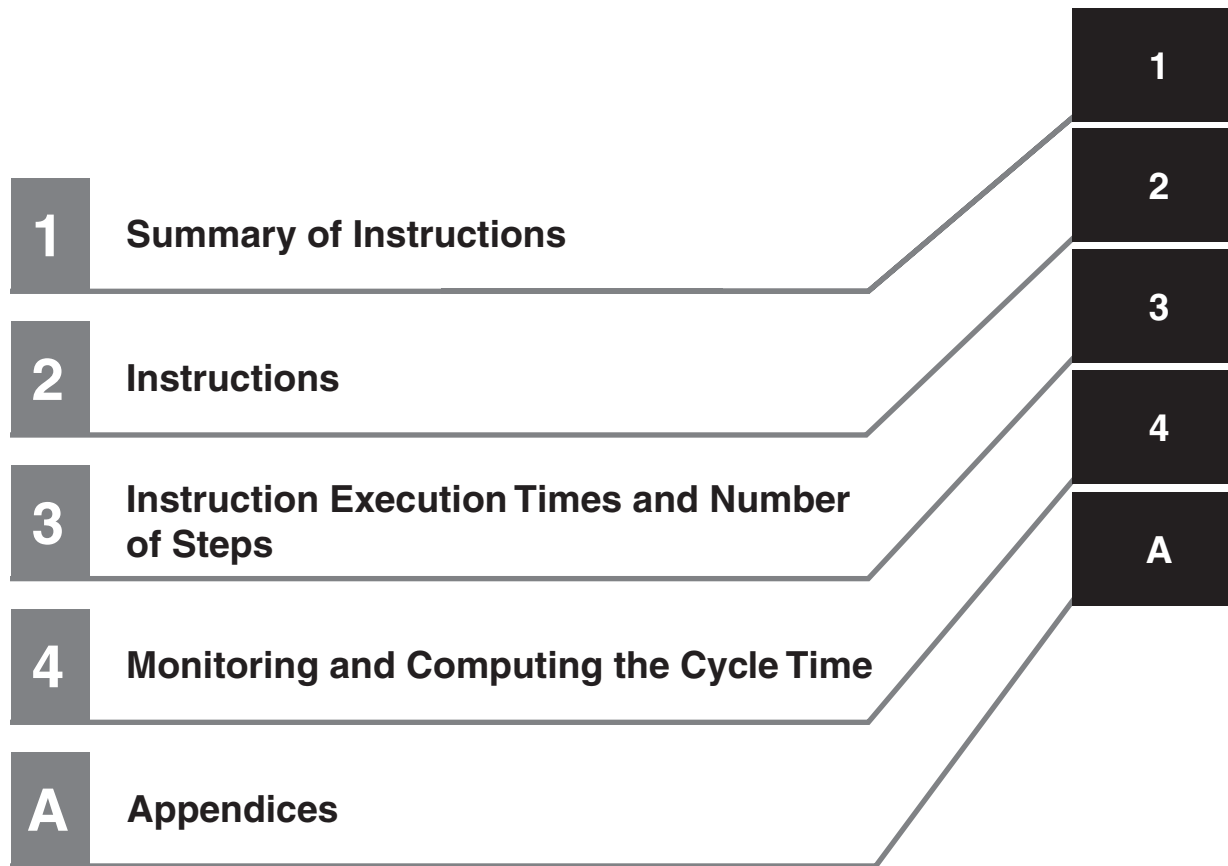 1
Summary of Instructions
2
Instructions
3
Instruction Execution Times and Number
of Steps
4
Monitoring and Computing the Cycle Time
A
Appendices
1
2
3
4
A